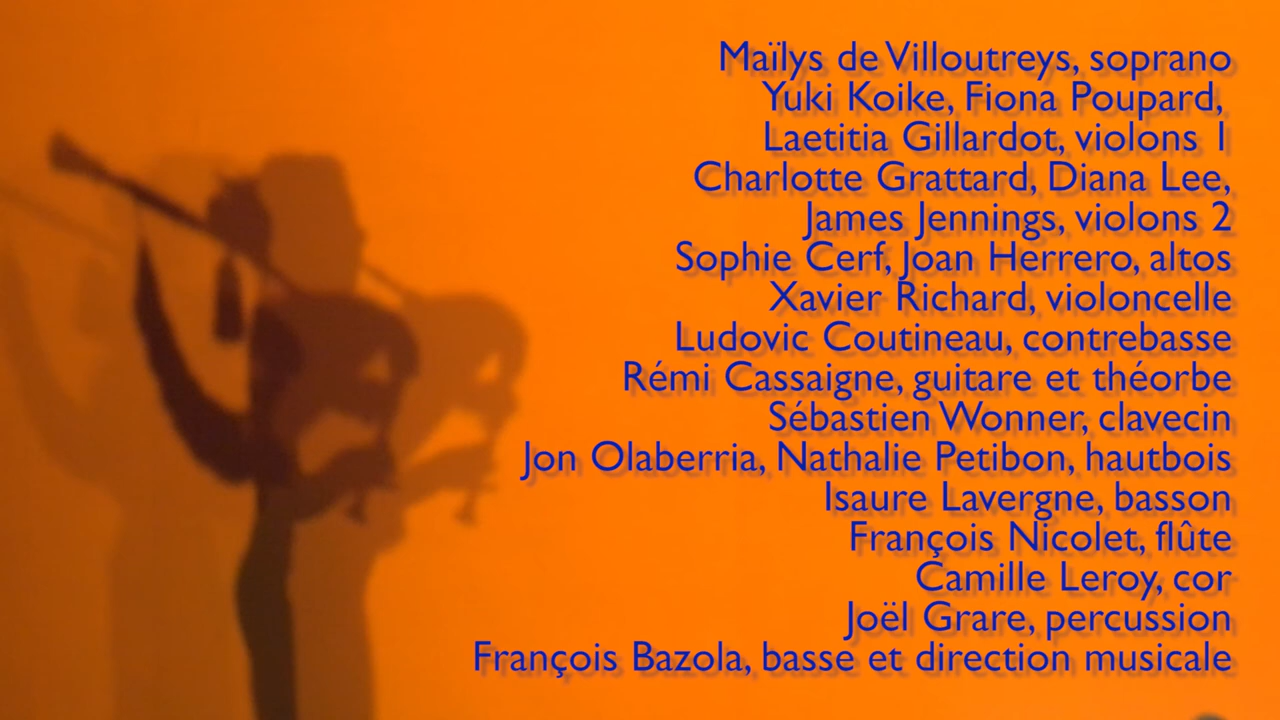 Maïlys de Villoutreys, soprano
Yuki Koike, Fiona Poupard,
Laetitia Gillardot, violons 1
Charlotte Grattard, Diana Lee,
James Jennings, violons 2
Sophie Cerf, Joan Herrero, altos
Xavier Richard, violoncelle
Ludovic Coutineau, contrebasse
Rémi Cassaigne, guitare et théorbe
Sébastien Wonner, clavecin
Jon Olaberria, Nathalie Petibon, hautbois
Isaure Lavergne, basson
François Nicolet, flûte
Camille Leroy, cor
Joël Grare, percussion
François Bazola, basse et direction musicale